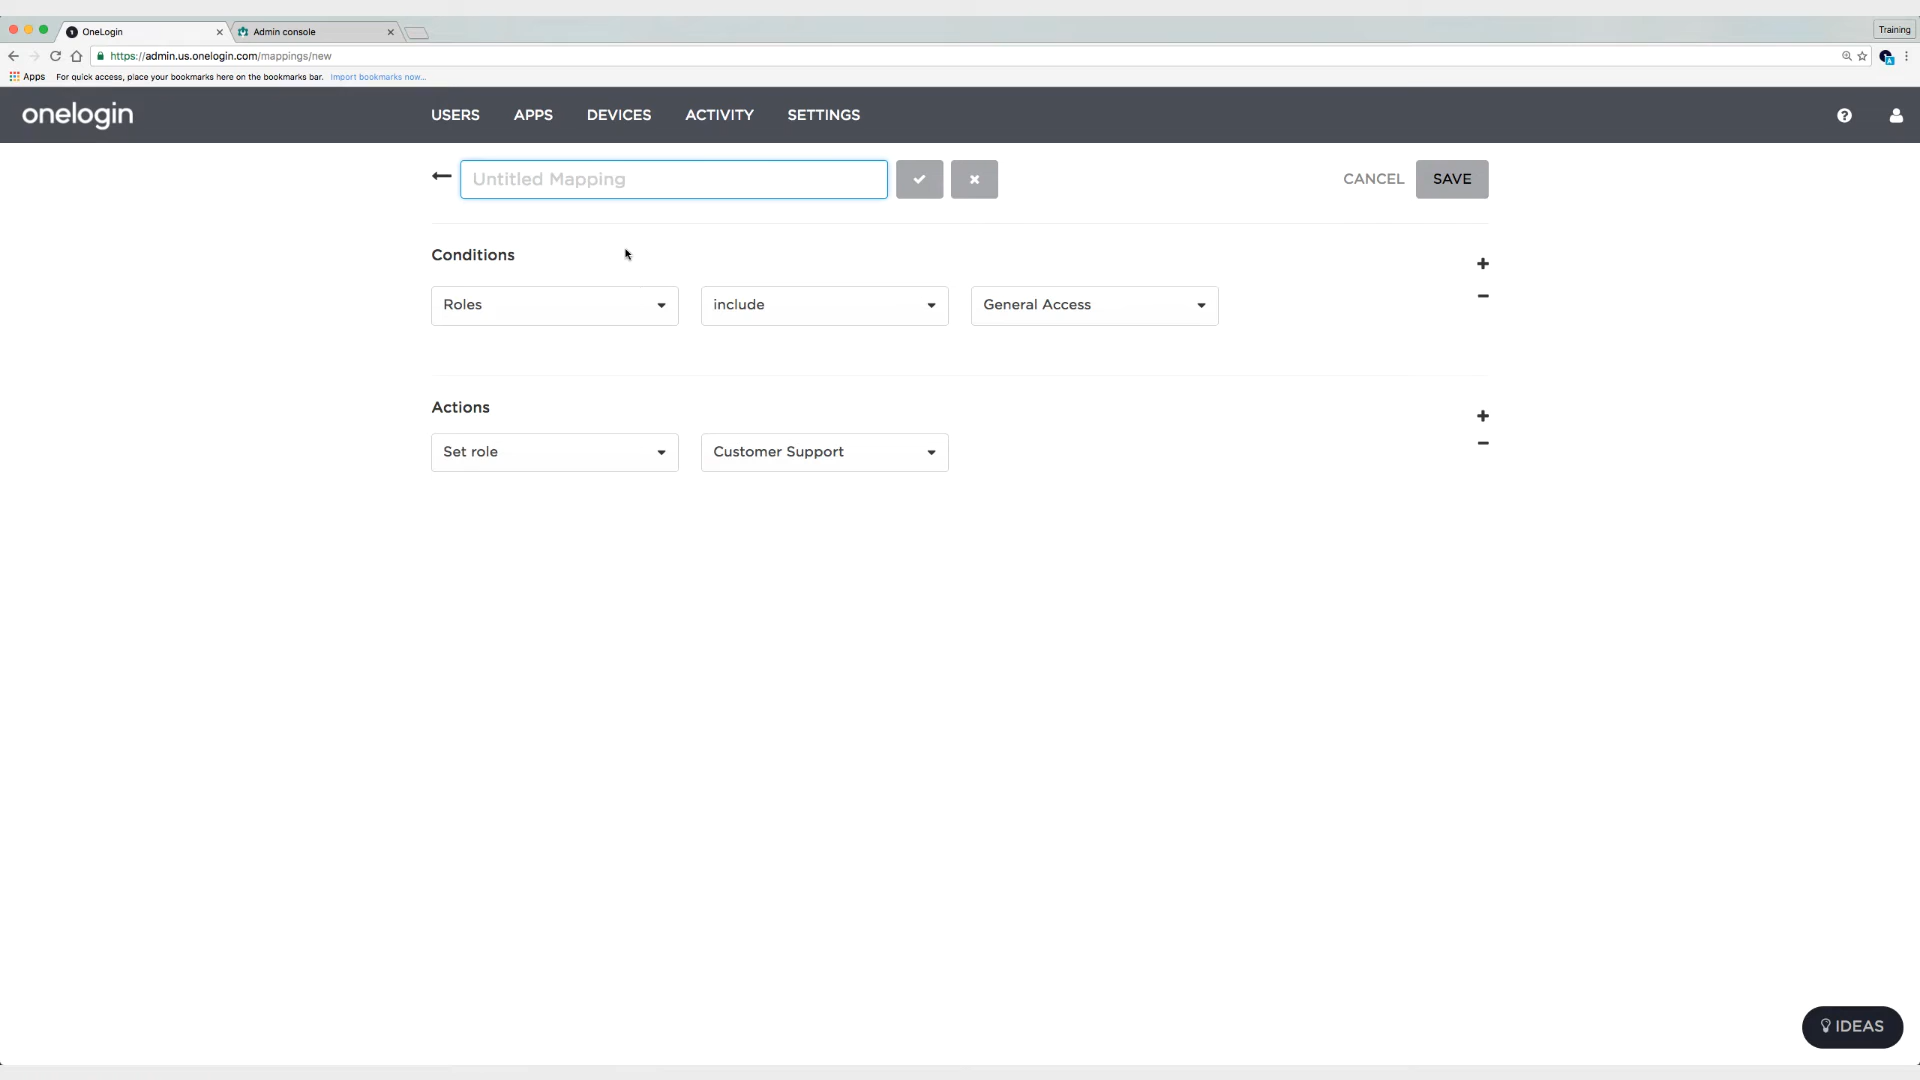 OneLogin
Admin console
Training
https://admin.us.onelogin.com/mappings/new
Apps For quick access, place your bookmarks here on the bookmarks bar. Import bookmarks now...
onelogin
USERS APPS DEVICES ACTIVITY SETTINGS
Untitled Mapping
CANCEL SAVE
Conditions
Roles include General Access
Actions
Set role Customer Support
IDEAS